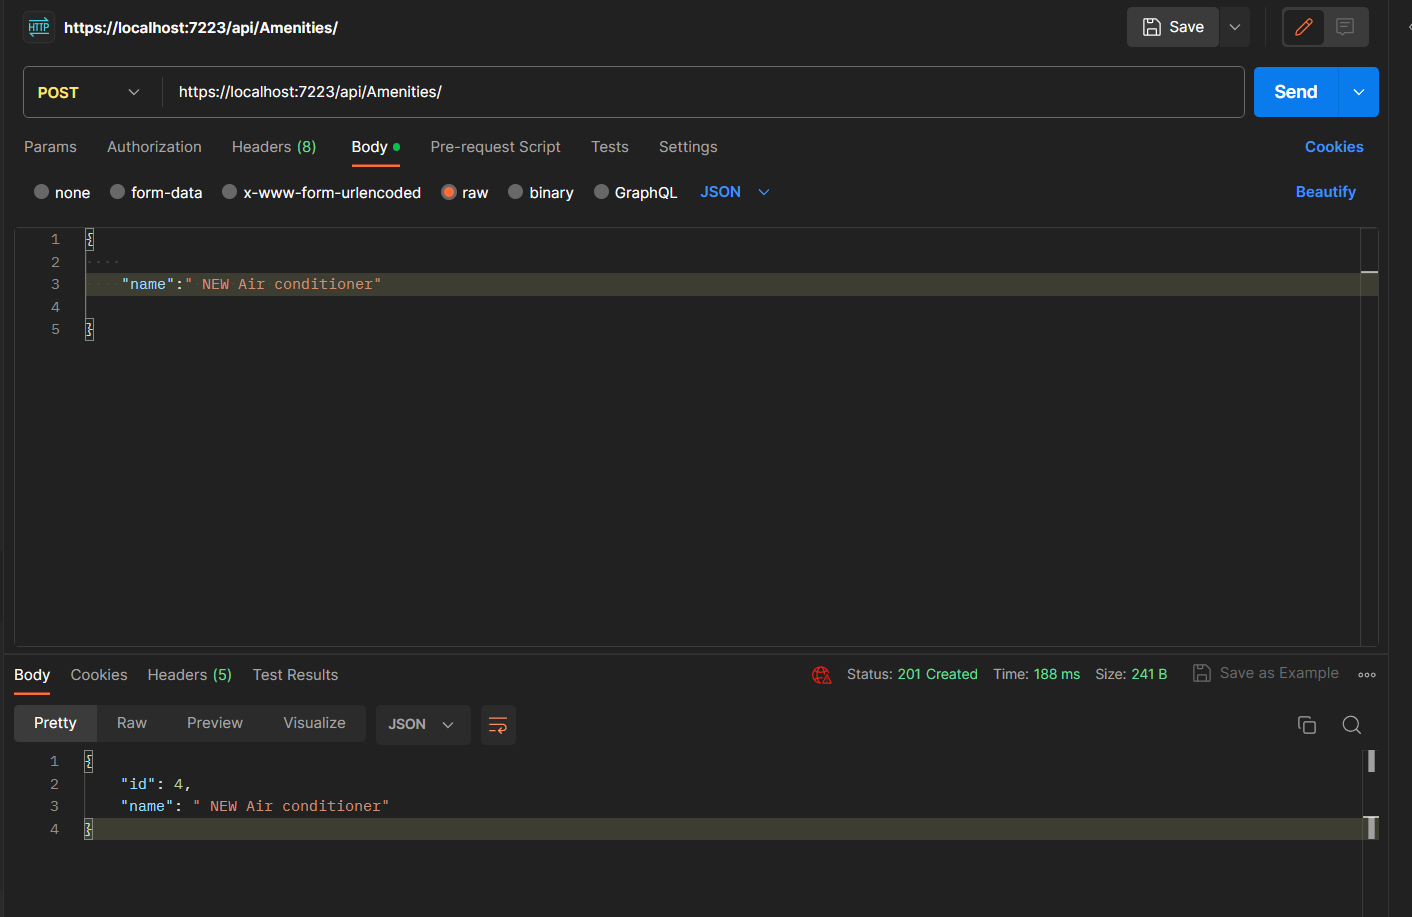 HTTP https://localhost:7223/api/Amenities/ Save
POST https://localhost:7223/api/Amenities/ Send
Params Authorization Headers (8) Body Pre-request Script Tests Settings Cookies
none form-data x-www-form-urlencoded raw binary GraphQL JSON Beautify
1 {
2
3 "name":" NEW Air conditioner"
4
5 }
Body Cookies Headers (5) Test Results Status: 201 Created Time: 188 ms Size: 241 B Save as Example
Pretty Raw Preview Visualize JSON
1 {
2 "id": 4,
3 "name": " NEW Air conditioner"
4 }